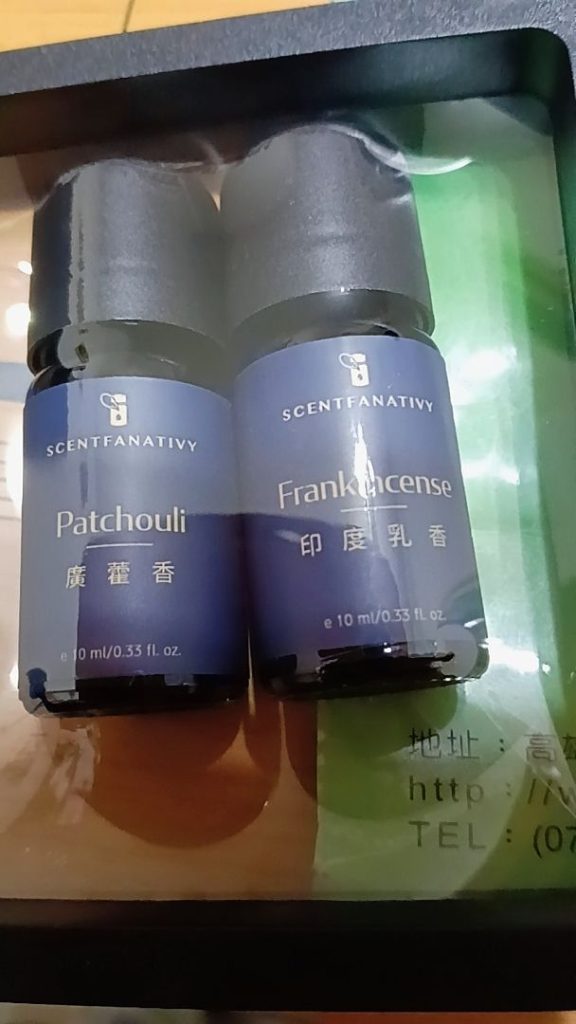 SCENTFANATIVY
Patchouli
廣藿香
e 10 ml/0.33 fl. oz.
SCENTFANATIVY
Frankincense
印度乳香
e 10 ml/0.33 fl. oz.
地址：高雄
http：//w
TEL：(07